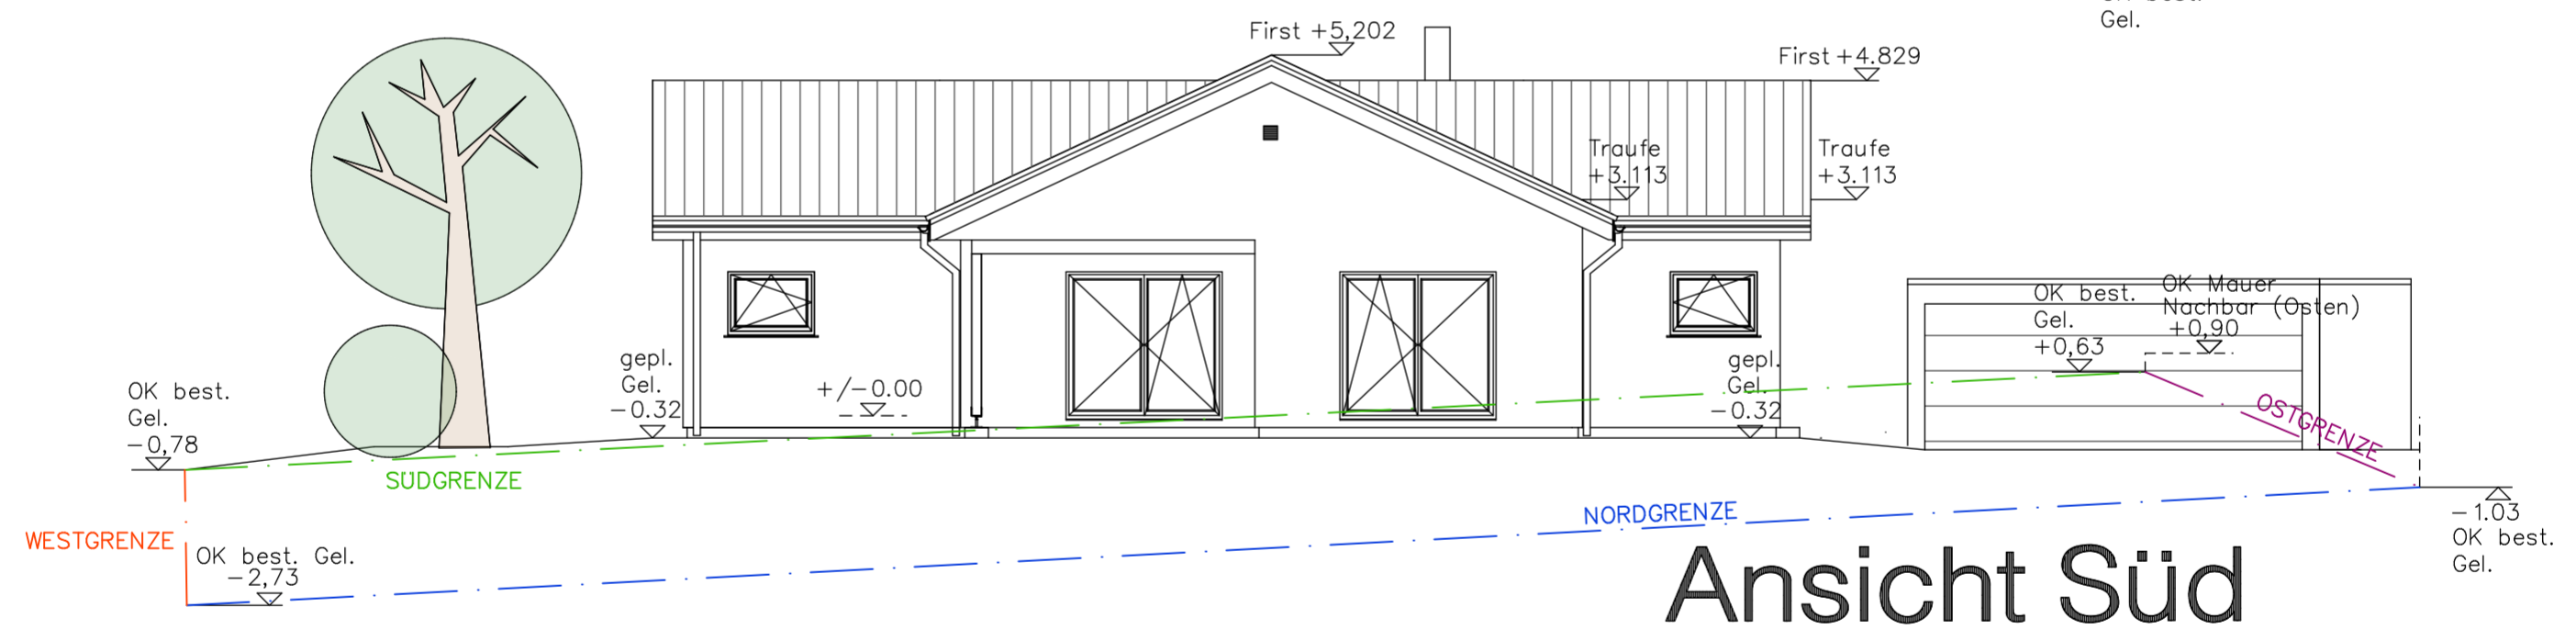 Gel.
First +5,202
First +4.829
Traufe
+3.113
Traufe
+3.113
OK best.
Gel.
-0,78
gepl.
Gel.
-0.32
+/-0.00
gepl.
Gel.
-0.32
OK best.
Gel.
+0,63
OK Mauer
Nachbar (Osten)
+0,90
OSTGRENZE
SÜDGRENZE
WESTGRENZE
OK best. Gel.
-2,73
NORDGRENZE
-1.03
OK best.
Gel.
Ansicht Süd